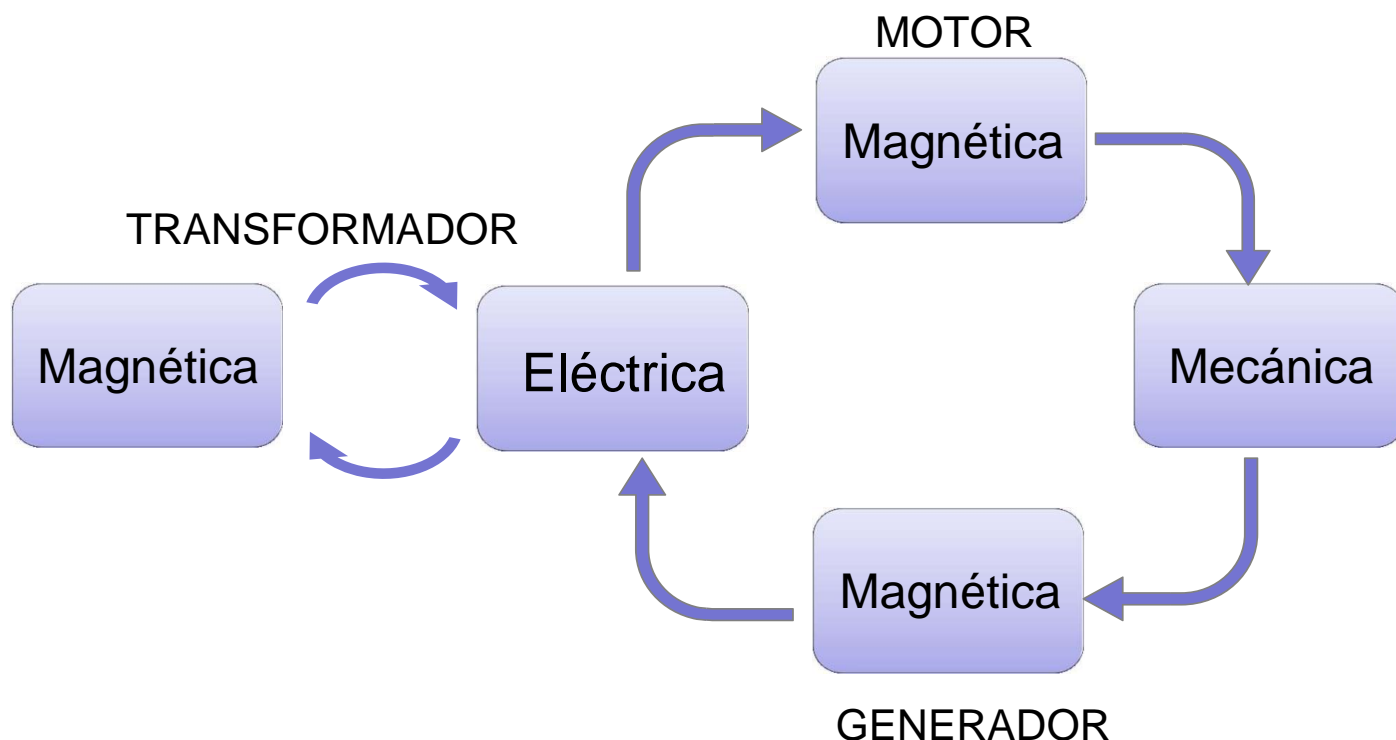 MOTOR
Magnética
TRANSFORMADOR
Magnética
Eléctrica
Mecánica
Magnética
GENERADOR